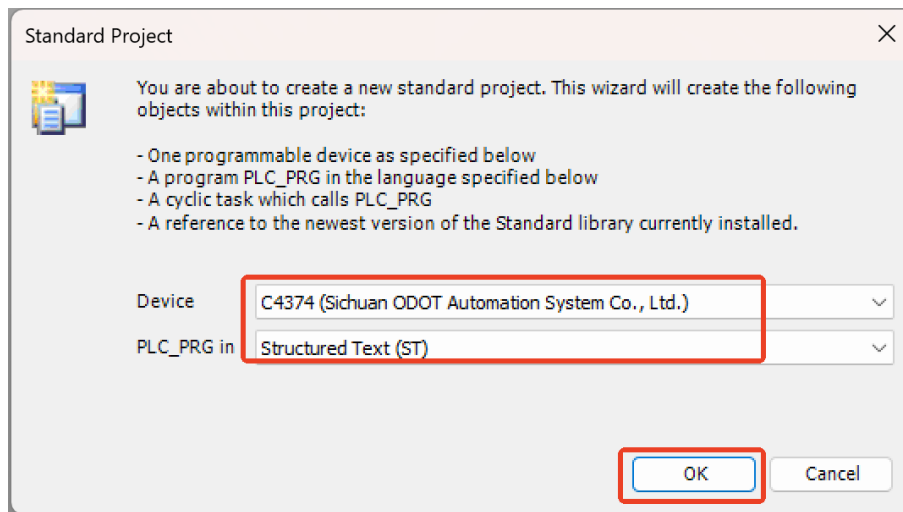 Standard Project
You are about to create a new standard project. This wizard will create the following
objects within this project:
- One programmable device as specified below
- A program PLC_PRG in the language specified below
- A cyclic task which calls PLC_PRG
- A reference to the newest version of the Standard library currently installed.
Device C4374 (Sichuan ODOT Automation System Co., Ltd.)
PLC_PRG in Structured Text (ST)
OK Cancel